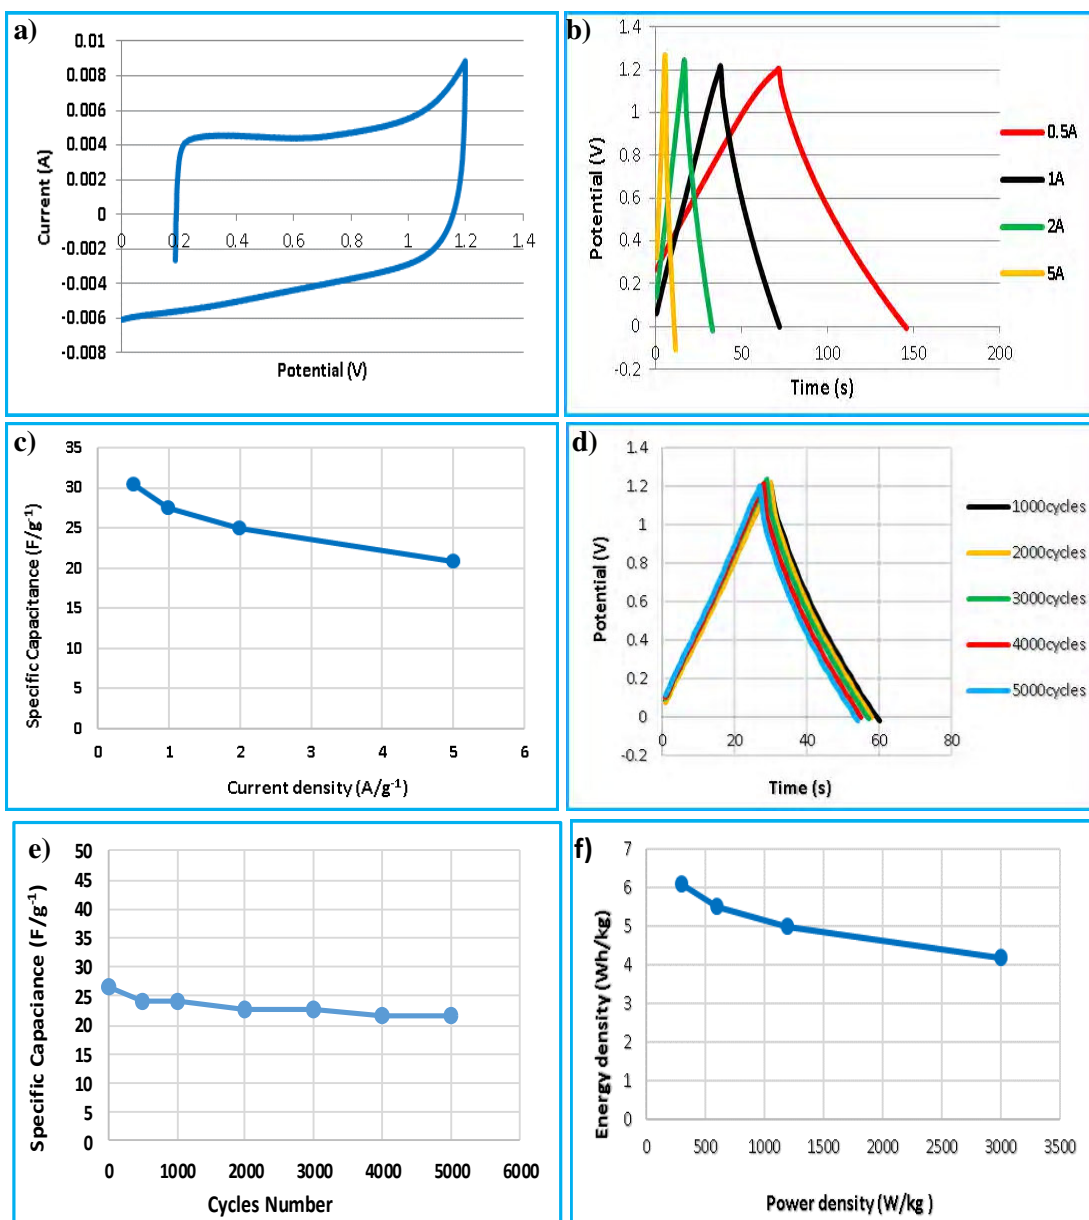 a)
0.01
0.008
0.006
0.004
0.002
0
-0.002
-0.004
-0.006
-0.008
0 0.2 0.4 0.6 0.8 1 1.2 1.4
Current (A)
Potential (V)
b)
1.4
1.2
1
0.8
0.6
0.4
0.2
0
-0.2
0 50 100 150 200
Potential (V)
Time (s)
0.5A
1A
2A
5A
c)
35
30
25
20
15
10
5
0
0 1 2 3 4 5 6
Specific Capacitance (F/g-1)
Current density (A/g-1)
d)
1.4
1.2
1
0.8
0.6
0.4
0.2
0
-0.2
0 20 40 60 80
Potential (V)
Time (s)
1000cycles
2000cycles
3000cycles
4000cycles
5000cycles
e)
50
45
40
35
30
25
20
15
10
5
0
0 1000 2000 3000 4000 5000 6000
Specific Capaciance (F/g-1)
Cycles Number
f)
7
6
5
4
3
2
1
0
0 500 1000 1500 2000 2500 3000 3500
Energy density (Wh/kg)
Power density (W/kg )